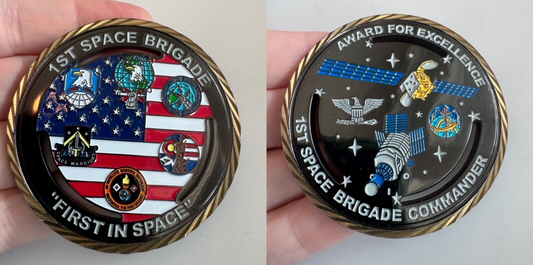 1ST SPACE BRIGADE
"FIRST IN SPACE"
AWARD FOR EXCELLENCE
1ST SPACE BRIGADE COMMANDER